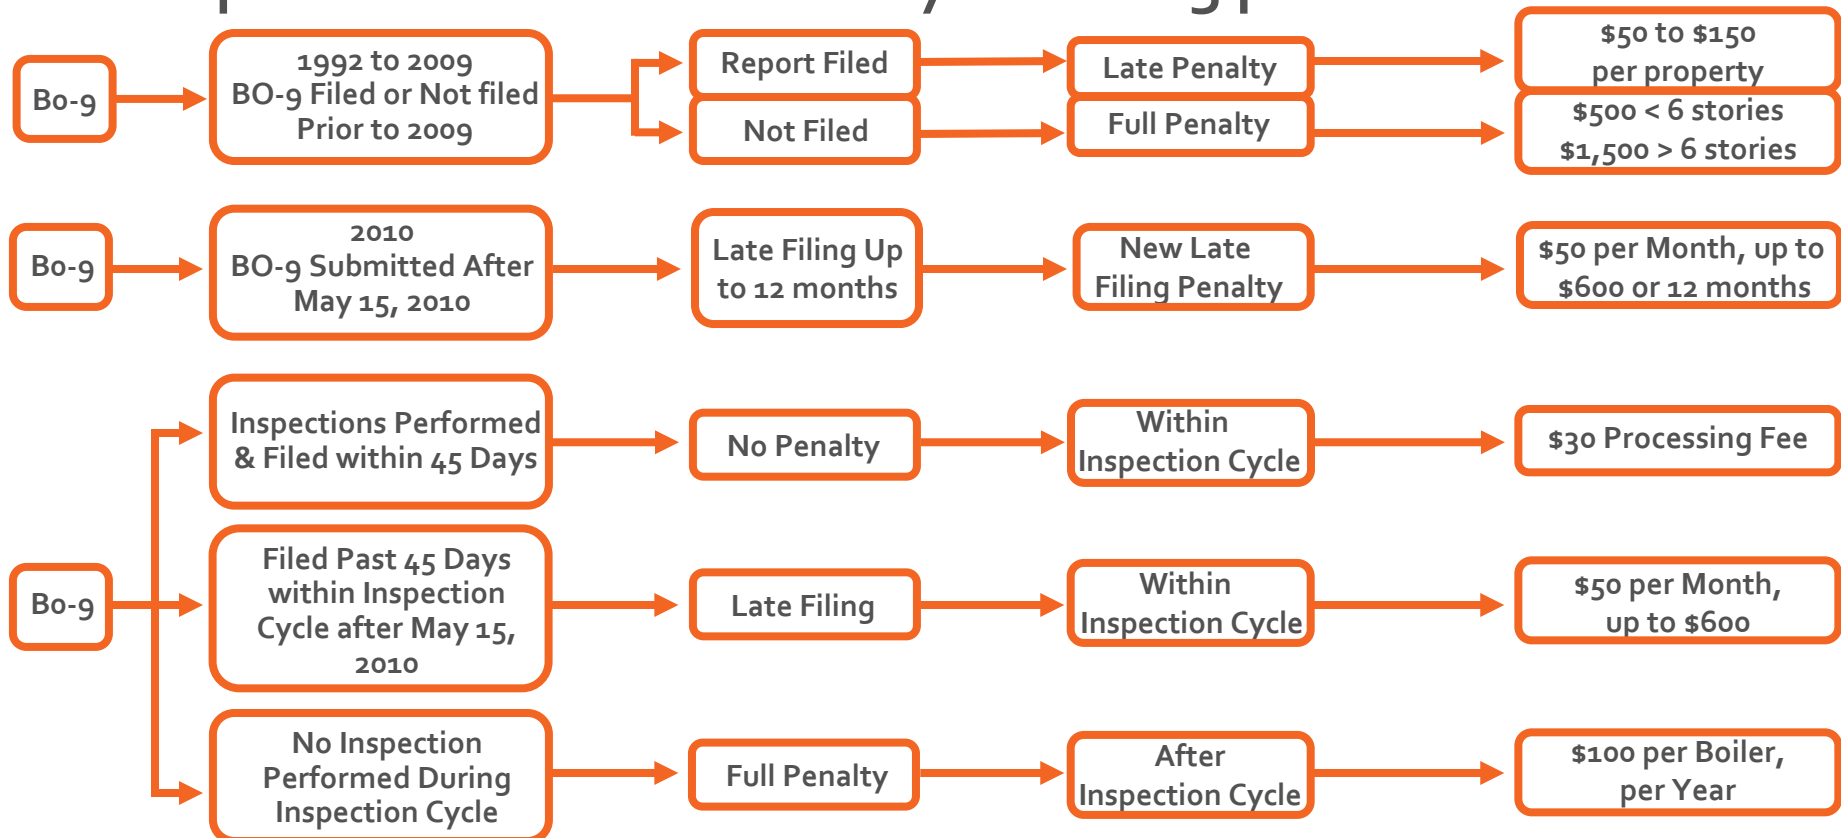 Bo-9
1992 to 2009
BO-9 Filed or Not filed
Prior to 2009
Report Filed
Late Penalty
$50 to $150
per property
Not Filed
Full Penalty
$500 < 6 stories
$1,500 > 6 stories
Bo-9
2010
BO-9 Submitted After
May 15, 2010
Late Filing Up
to 12 months
New Late
Filing Penalty
$50 per Month, up to
$600 or 12 months
Bo-9
Inspections Performed
& Filed within 45 Days
No Penalty
Within
Inspection Cycle
$30 Processing Fee
Filed Past 45 Days
within Inspection
Cycle after May 15,
2010
Late Filing
Within
Inspection Cycle
$50 per Month,
up to $600
No Inspection
Performed During
Inspection Cycle
Full Penalty
After
Inspection Cycle
$100 per Boiler,
per Year